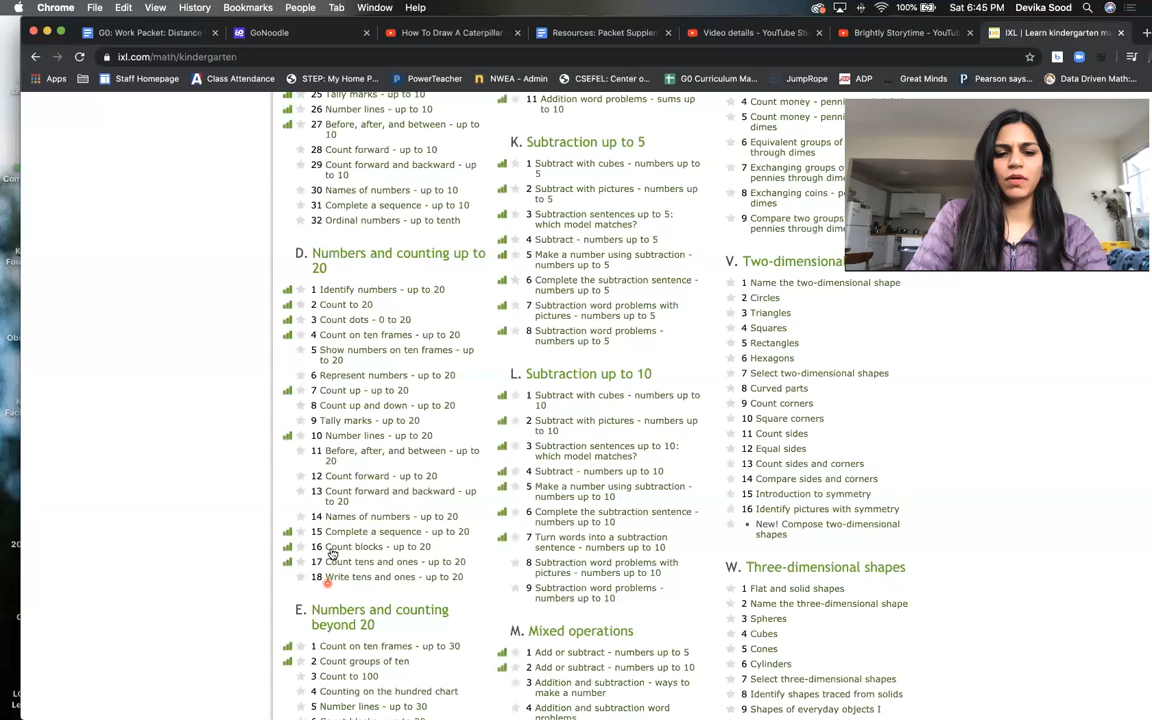 Chrome File Edit View History Bookmarks People Tab Window Help 100% Sat 6:45 PM Devika Sood
G0: Work Packet: Distance
GoNoodle
How To Draw A Caterpillar
Resources: Packet Supplem
Video details - YouTube Stu
Brightly Storytime - YouTub
IXL | Learn kindergarten m
ixl.com/math/kindergarten
Apps
Staff Homepage
Class Attendance
STEP: My Home P...
PowerTeacher
NWEA - Admin
CSEFEL: Center o...
G0 Curriculum Ma...
JumpRope
ADP
Great Minds
Pearson says...
Data Driven Math:...
25 Tally marks - up to 10
26 Number lines - up to 10
27 Before, after, and between - up to
10
28 Count forward - up to 10
29 Count forward and backward - up
to 10
30 Names of numbers - up to 10
31 Complete a sequence - up to 10
32 Ordinal numbers - up to tenth
D. Numbers and counting up to
20
1 Identify numbers - up to 20
2 Count to 20
3 Count dots - 0 to 20
4 Count on ten frames - up to 20
5 Show numbers on ten frames - up
to 20
6 Represent numbers - up to 20
7 Count up - up to 20
8 Count up and down - up to 20
9 Tally marks - up to 20
10 Number lines - up to 20
11 Before, after, and between - up to
20
12 Count forward - up to 20
13 Count forward and backward - up
to 20
14 Names of numbers - up to 20
15 Complete a sequence - up to 20
16 Count blocks - up to 20
17 Count tens and ones - up to 20
18 Write tens and ones - up to 20
E. Numbers and counting
beyond 20
1 Count on ten frames - up to 30
2 Count groups of ten
3 Count to 100
4 Counting on the hundred chart
5 Number lines - up to 30
11 Addition word problems - sums up
to 10
K. Subtraction up to 5
1 Subtract with cubes - numbers up to
5
2 Subtract with pictures - numbers up
to 5
3 Subtraction sentences up to 5:
which model matches?
4 Subtract - numbers up to 5
5 Make a number using subtraction -
numbers up to 5
6 Complete the subtraction sentence -
numbers up to 5
7 Subtraction word problems with
pictures - numbers up to 5
8 Subtraction word problems -
numbers up to 5
L. Subtraction up to 10
1 Subtract with cubes - numbers up to
10
2 Subtract with pictures - numbers up
to 10
3 Subtraction sentences up to 10:
which model matches?
4 Subtract - numbers up to 10
5 Make a number using subtraction -
numbers up to 10
6 Complete the subtraction sentence -
numbers up to 10
7 Turn words into a subtraction
sentence - numbers up to 10
8 Subtraction word problems with
pictures - numbers up to 10
9 Subtraction word problems -
numbers up to 10
M. Mixed operations
1 Add or subtract - numbers up to 5
2 Add or subtract - numbers up to 10
3 Addition and subtraction - ways to
make a number
4 Addition and subtraction word
problems
4 Count money - penni
5 Count money - penni
dimes
6 Equivalent groups of
through dimes
7 Exchanging groups o
pennies through dim
8 Exchanging coins - p
dimes
9 Compare two groups
pennies through dim
V. Two-dimensional
1 Name the two-dimensional shape
2 Circles
3 Triangles
4 Squares
5 Rectangles
6 Hexagons
7 Select two-dimensional shapes
8 Curved parts
9 Count corners
10 Square corners
11 Count sides
12 Equal sides
13 Count sides and corners
14 Compare sides and corners
15 Introduction to symmetry
16 Identify pictures with symmetry
• New! Compose two-dimensional
shapes
W. Three-dimensional shapes
1 Flat and solid shapes
2 Name the three-dimensional shape
3 Spheres
4 Cubes
5 Cones
6 Cylinders
7 Select three-dimensional shapes
8 Identify shapes traced from solids
9 Shapes of everyday objects I